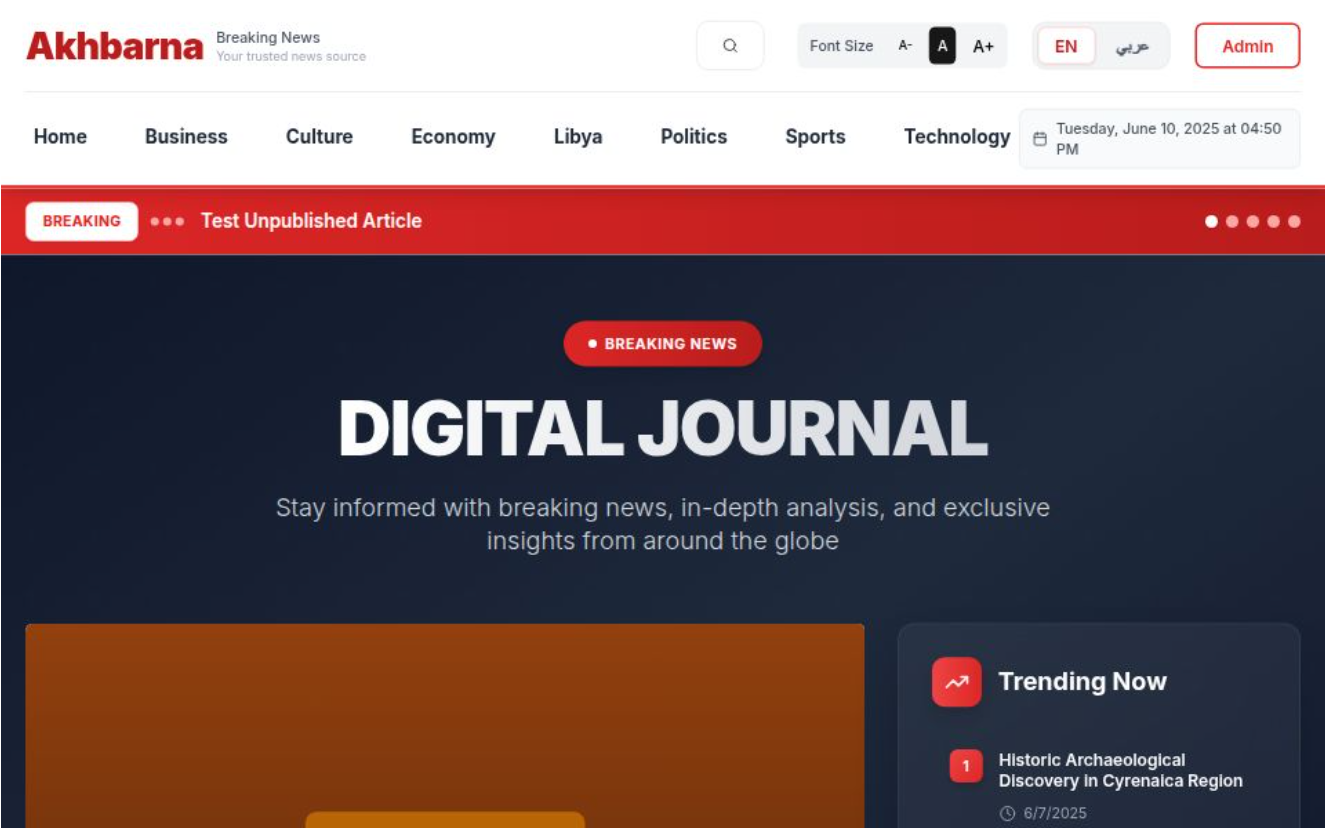 Akhbarna
Breaking News
Your trusted news source
Font Size A- A A+
EN عربي
Admin
Home Business Culture Economy Libya Politics Sports Technology
Tuesday, June 10, 2025 at 04:50
PM
BREAKING Test Unpublished Article
BREAKING NEWS
DIGITAL JOURNAL
Stay informed with breaking news, in-depth analysis, and exclusive
insights from around the globe
Trending Now
1 Historic Archaeological
Discovery in Cyrenaica Region
6/7/2025